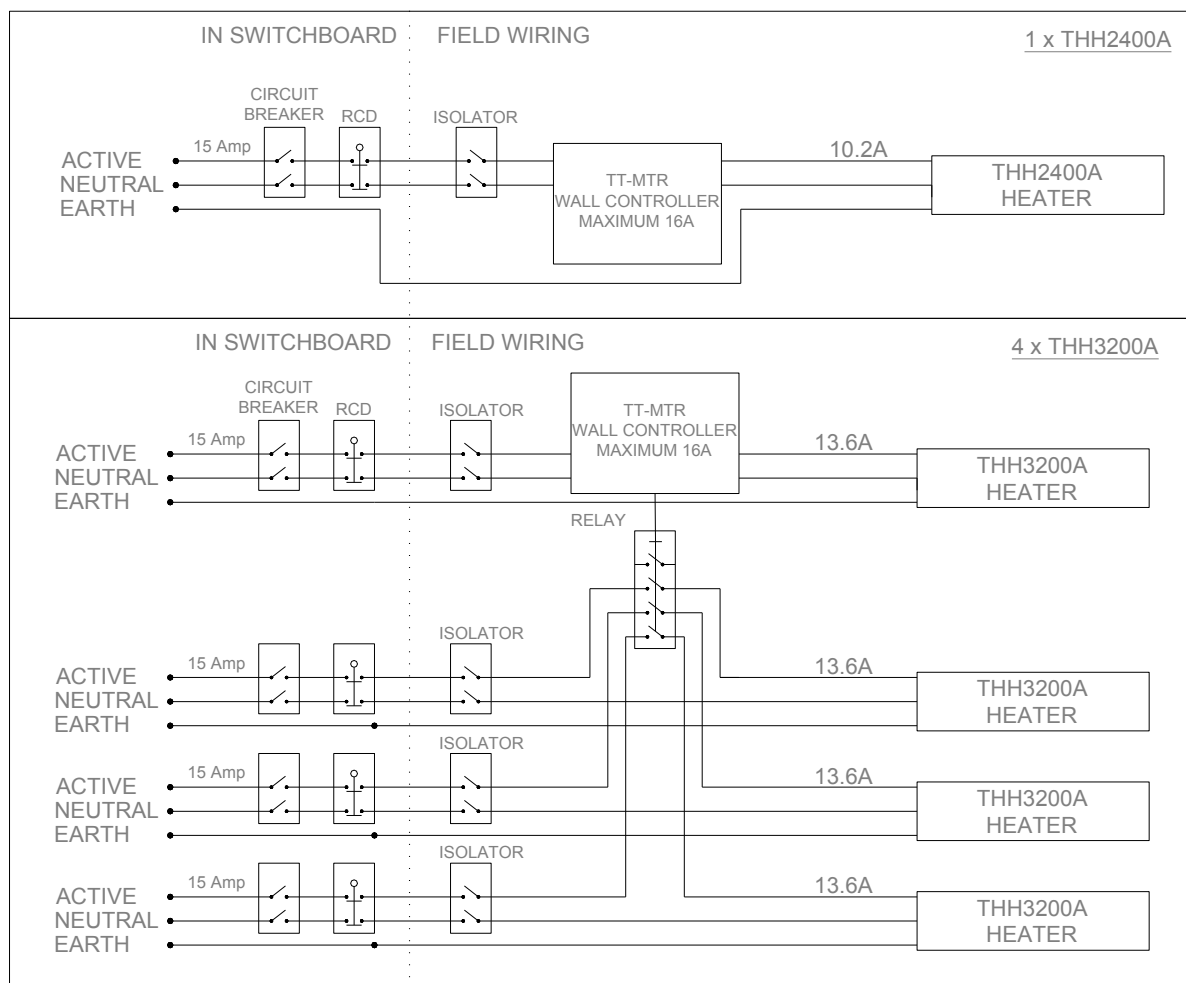 IN SWITCHBOARD
FIELD WIRING
1 x THH2400A
CIRCUIT
BREAKER
RCD
ISOLATOR
15 Amp
ACTIVE
NEUTRAL
EARTH
TT-MTR
WALL CONTROLLER
MAXIMUM 16A
10.2A
THH2400A
HEATER
IN SWITCHBOARD
FIELD WIRING
4 x THH3200A
CIRCUIT
BREAKER
RCD
ISOLATOR
15 Amp
ACTIVE
NEUTRAL
EARTH
TT-MTR
WALL CONTROLLER
MAXIMUM 16A
13.6A
THH3200A
HEATER
RELAY
ISOLATOR
15 Amp
ACTIVE
NEUTRAL
EARTH
13.6A
THH3200A
HEATER
ISOLATOR
15 Amp
ACTIVE
NEUTRAL
EARTH
13.6A
THH3200A
HEATER
ISOLATOR
15 Amp
ACTIVE
NEUTRAL
EARTH
13.6A
THH3200A
HEATER